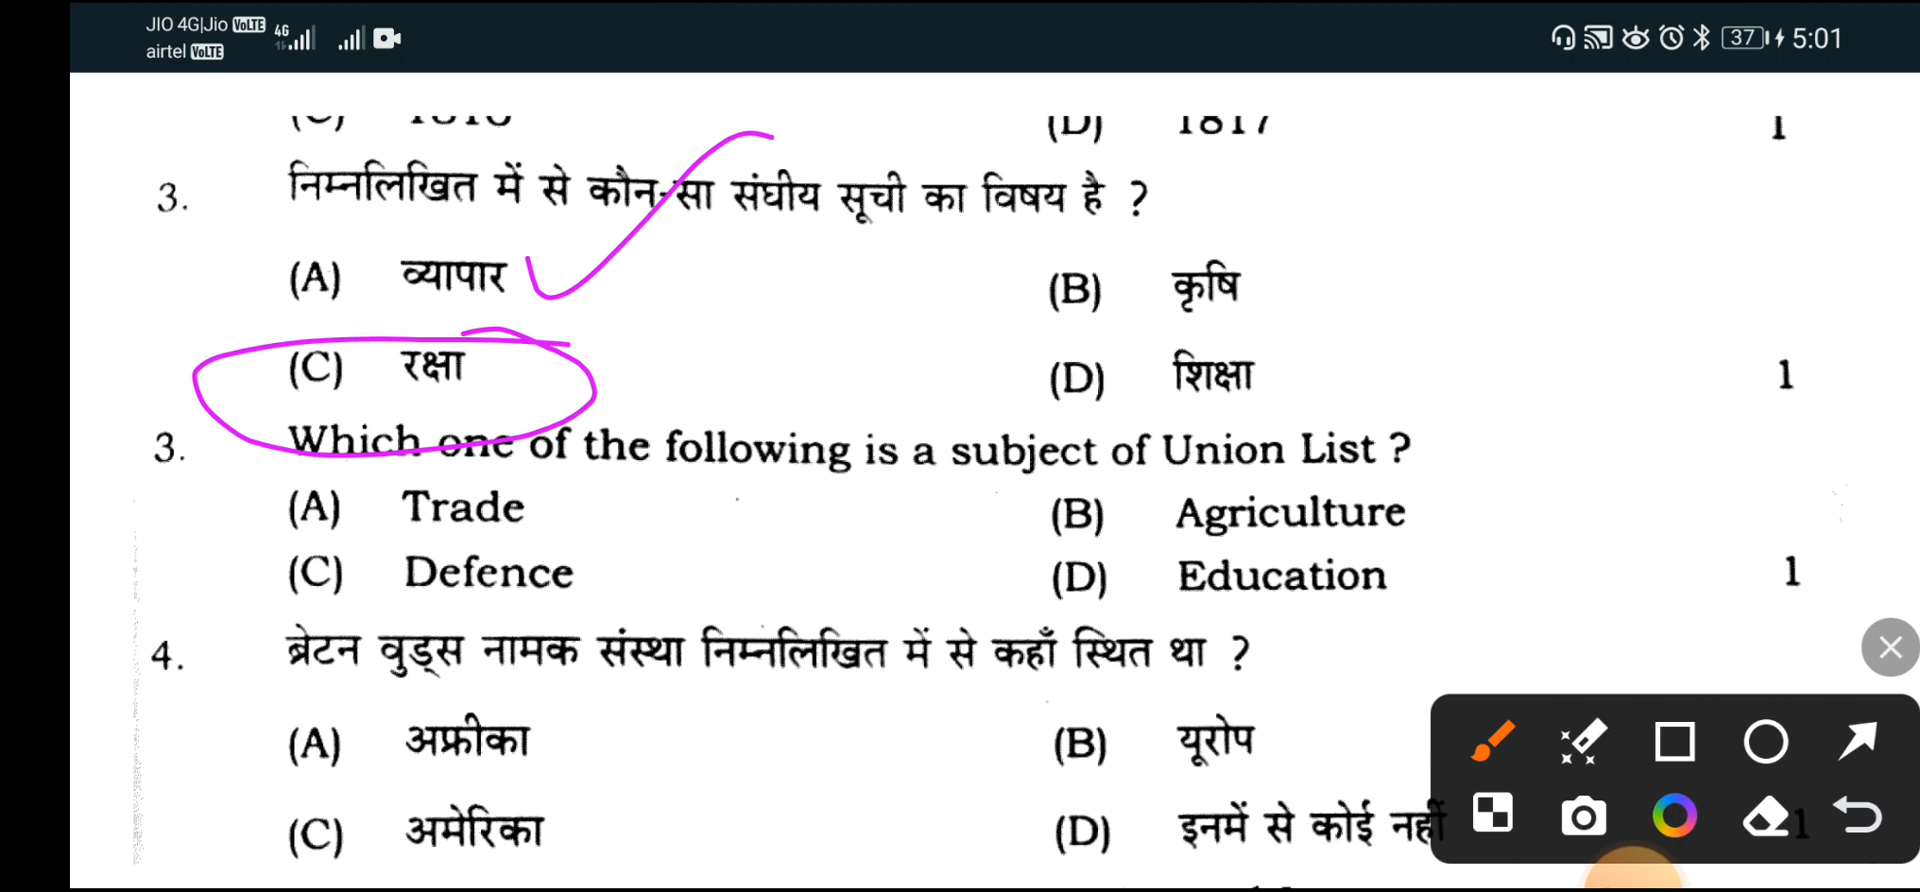 JIO 4G|Jio VoLTE 4G
airtel VoLTE
37 5:01
(D) 1817 1
3. निम्नलिखित में से कौन-सा संघीय सूची का विषय है ?
(A) व्यापार (B) कृषि
(C) रक्षा (D) शिक्षा 1
3. Which one of the following is a subject of Union List ?
(A) Trade (B) Agriculture
(C) Defence (D) Education 1
4. ब्रेटन वुड्स नामक संस्था निम्नलिखित में से कहाँ स्थित था ?
(A) अफ्रीका (B) यूरोप
(C) अमेरिका (D) इनमें से कोई नहीं 1